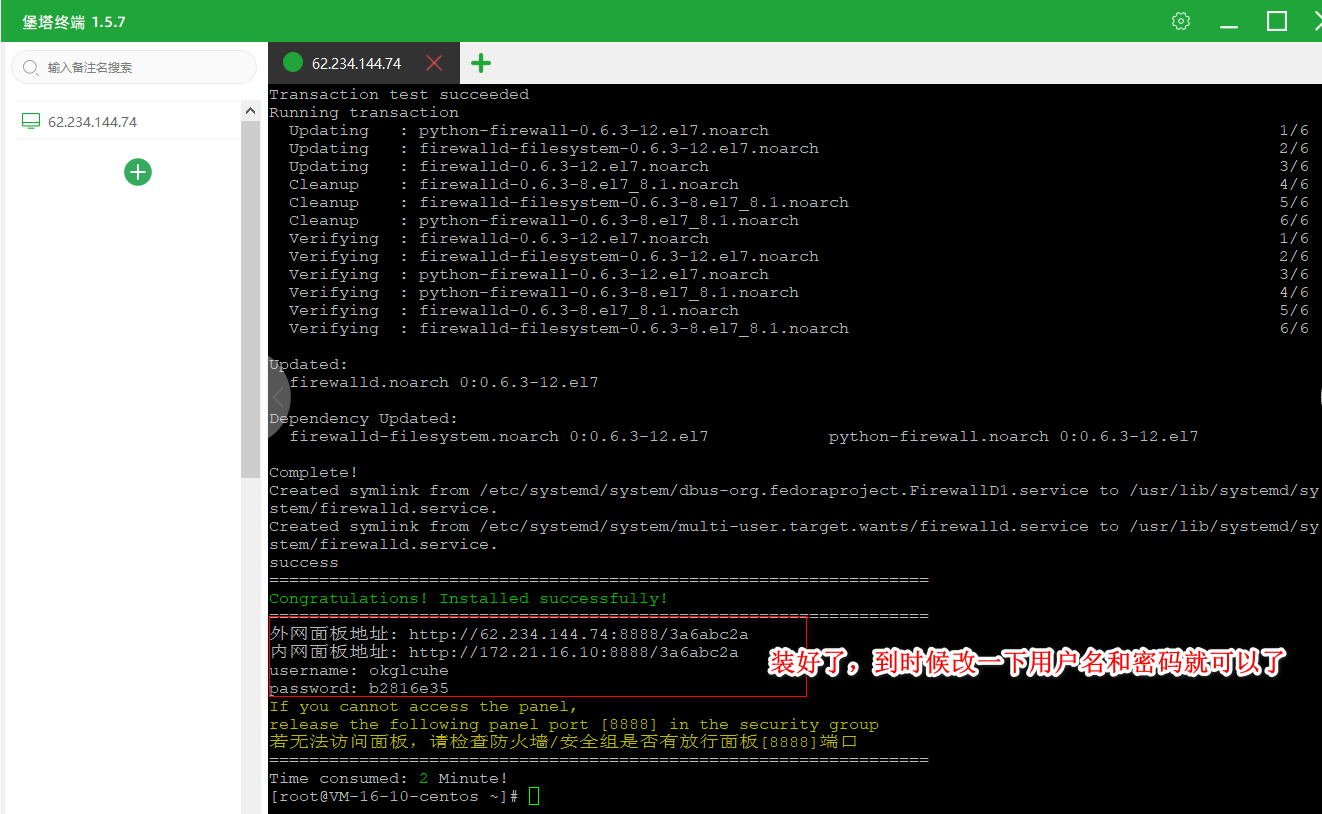 堡塔终端 1.5.7
输入备注名搜索
62.234.144.74
62.234.144.74
Transaction test succeeded
Running transaction
Updating   : python-firewall-0.6.3-12.el7.noarch 1/6
Updating   : firewalld-filesystem-0.6.3-12.el7.noarch 2/6
Updating   : firewalld-0.6.3-12.el7.noarch 3/6
Cleanup    : firewalld-0.6.3-8.el7_8.1.noarch 4/6
Cleanup    : firewalld-filesystem-0.6.3-8.el7_8.1.noarch 5/6
Cleanup    : python-firewall-0.6.3-8.el7_8.1.noarch 6/6
Verifying  : firewalld-0.6.3-12.el7.noarch 1/6
Verifying  : firewalld-filesystem-0.6.3-12.el7.noarch 2/6
Verifying  : python-firewall-0.6.3-12.el7.noarch 3/6
Verifying  : python-firewall-0.6.3-8.el7_8.1.noarch 4/6
Verifying  : firewalld-0.6.3-8.el7_8.1.noarch 5/6
Verifying  : firewalld-filesystem-0.6.3-8.el7_8.1.noarch 6/6
Updated:
firewalld.noarch 0:0.6.3-12.el7
Dependency Updated:
firewalld-filesystem.noarch 0:0.6.3-12.el7 python-firewall.noarch 0:0.6.3-12.el7
Complete!
Created symlink from /etc/systemd/system/dbus-org.fedoraproject.FirewallD1.service to /usr/lib/systemd/sy
stem/firewalld.service.
Created symlink from /etc/systemd/system/multi-user.target.wants/firewalld.service to /usr/lib/systemd/sy
stem/firewalld.service.
success
==================================================================
Congratulations! Installed successfully!
==================================================================
外网面板地址: http://62.234.144.74:8888/3a6abc2a
内网面板地址: http://172.21.16.10:8888/3a6abc2a
username: okglcuhe
password: b2816e35
装好了，到时候改一下用户名和密码就可以了
If you cannot access the panel,
release the following panel port [8888] in the security group
若无法访问面板，请检查防火墙/安全组是否有放行面板[8888]端口
==================================================================
Time consumed: 2 Minute!
[root@VM-16-10-centos ~]#